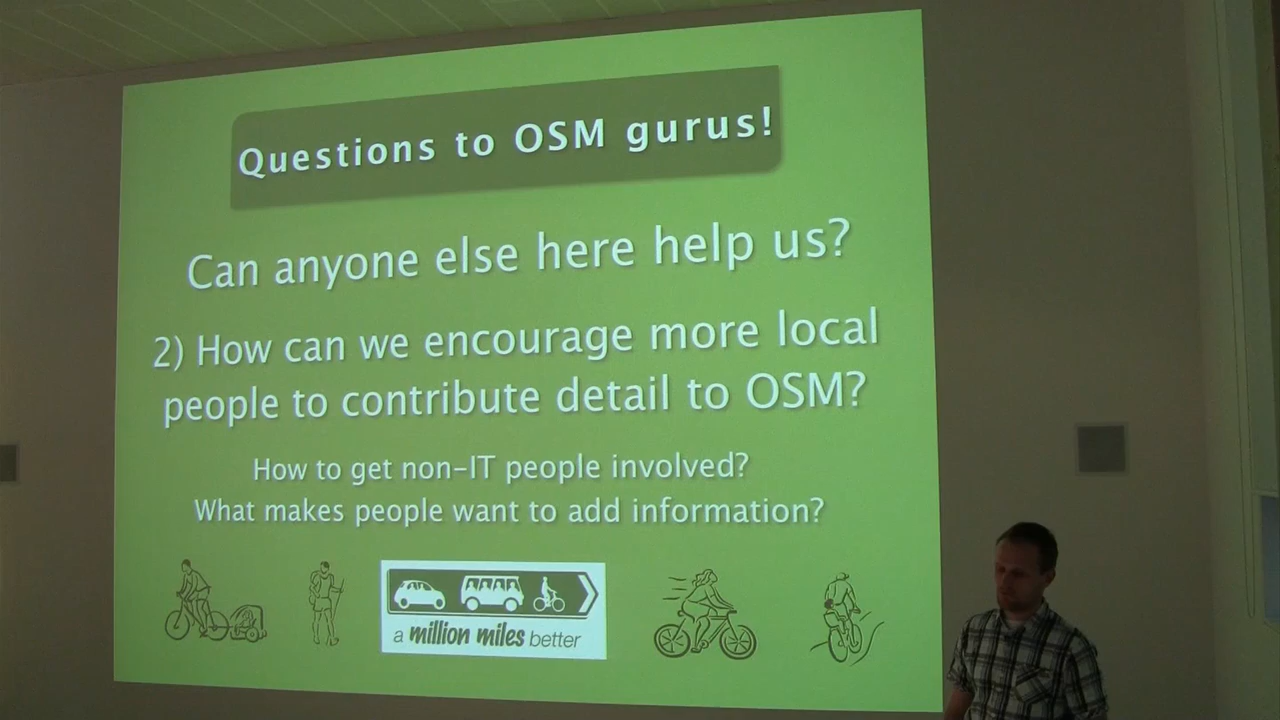 Questions to OSM gurus!
Can anyone else here help us?
2) How can we encourage more local
people to contribute detail to OSM?
How to get non-IT people involved?
What makes people want to add information?
a million miles better